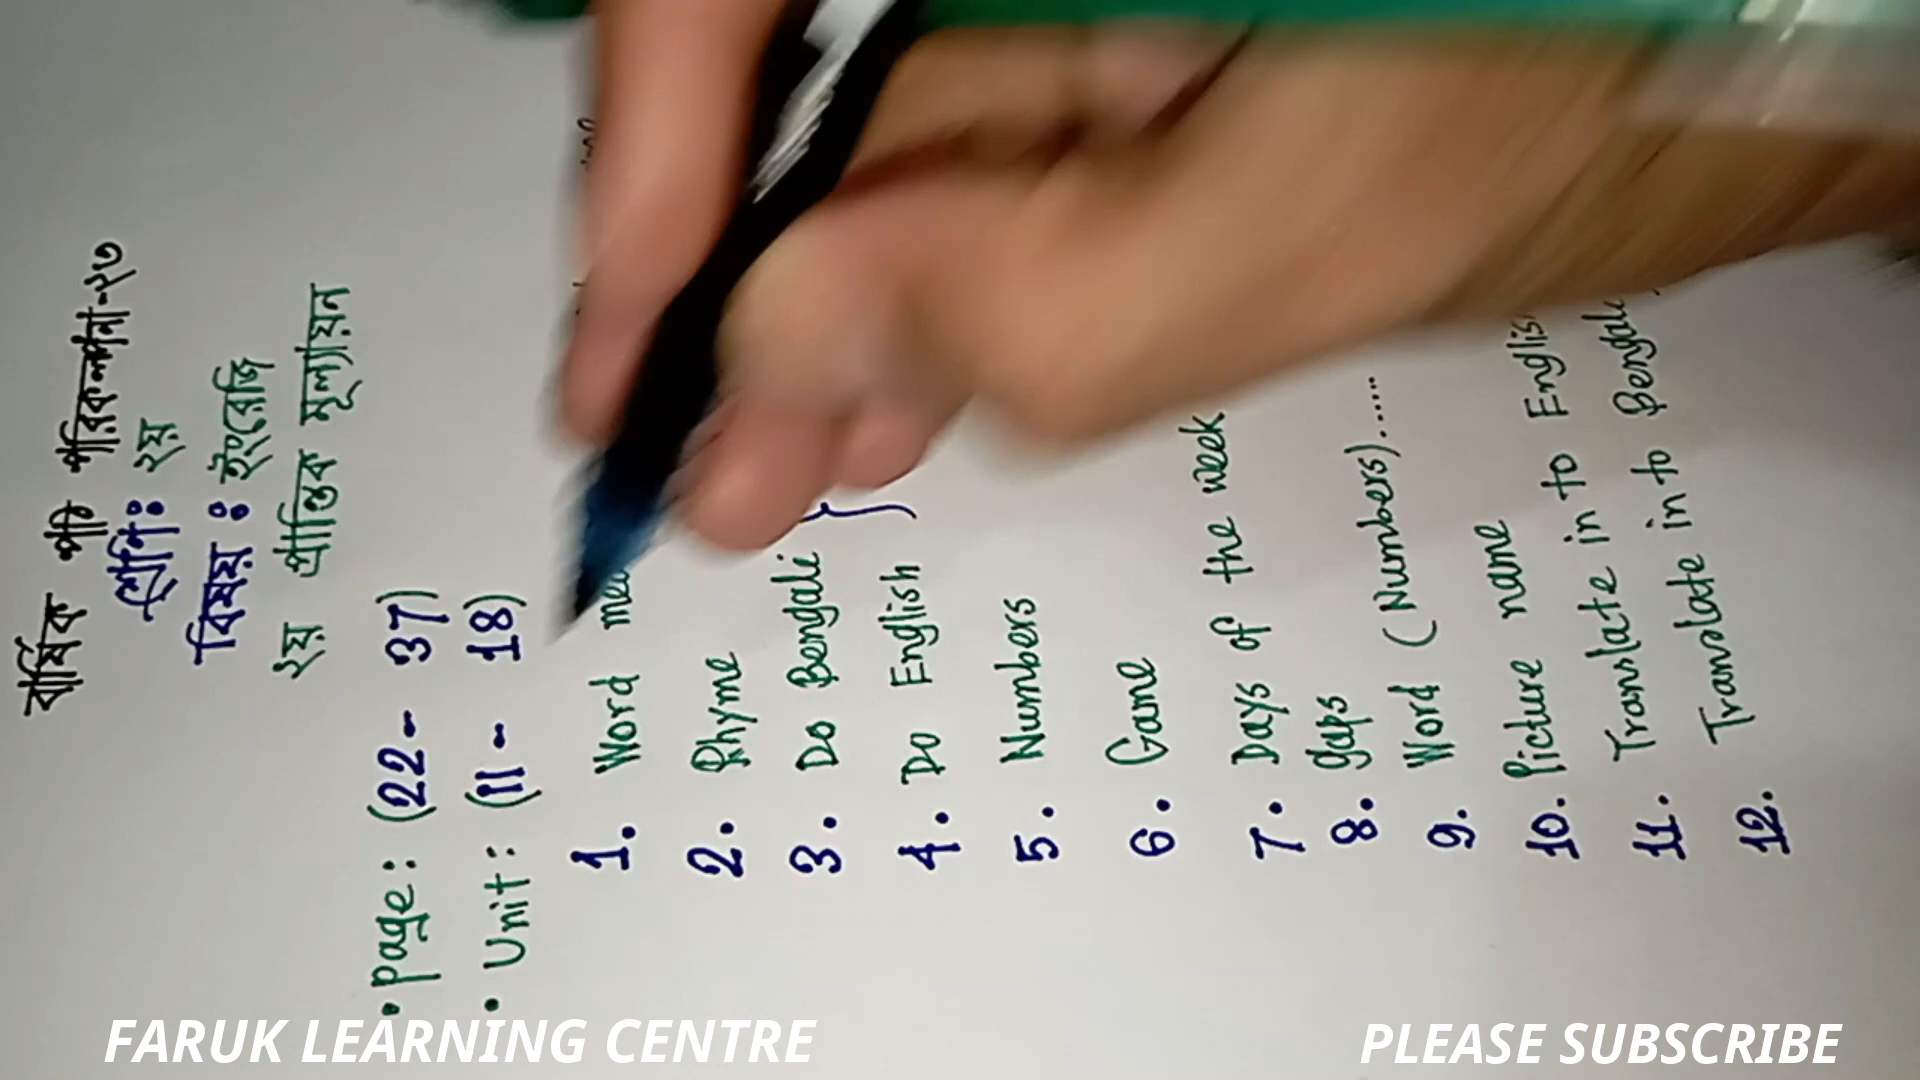 বার্ষিক পাঠ পরিকল্পনা-২৩
শ্রেণি: ২য়
বিষয়: ইংরেজি
২য় প্রান্তিক মূল্যায়ন
• Page: (22 - 37)
• Unit: (11 - 18)
1. Word
2. Rhyme
3. Do Bengali }
4. Do English
5. Numbers
6. Game
7. Days of the week
8. gaps
9. Word (Numbers)......
10. Picture name
11. Translate in to
12. Translate in to
FARUK LEARNING CENTRE
PLEASE SUBSCRIBE